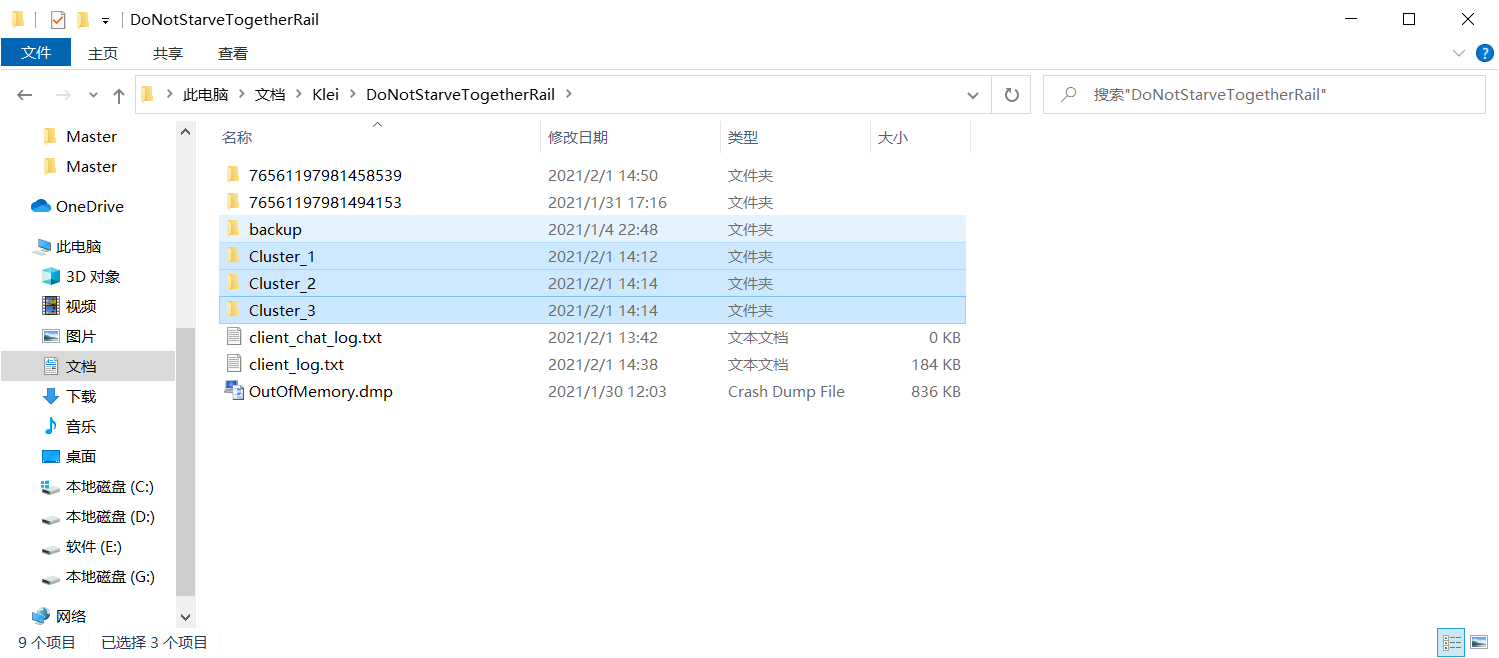 DoNotStarveTogetherRail
文件 主页 共享 查看
此电脑 文档 Klei DoNotStarveTogetherRail 搜索"DoNotStarveTogetherRail"
Master
Master
OneDrive
此电脑
3D 对象
视频
图片
文档
下载
音乐
桌面
本地磁盘 (C:)
本地磁盘 (D:)
软件 (E:)
本地磁盘 (G:)
网络
名称 修改日期 类型 大小
76561197981458539 2021/2/1 14:50 文件夹
76561197981494153 2021/1/31 17:16 文件夹
backup 2021/1/4 22:48 文件夹
Cluster_1 2021/2/1 14:12 文件夹
Cluster_2 2021/2/1 14:14 文件夹
Cluster_3 2021/2/1 14:14 文件夹
client_chat_log.txt 2021/2/1 13:42 文本文档 0 KB
client_log.txt 2021/2/1 14:38 文本文档 184 KB
OutOfMemory.dmp 2021/1/30 12:03 Crash Dump File 836 KB
9 个项目 已选择 3 个项目